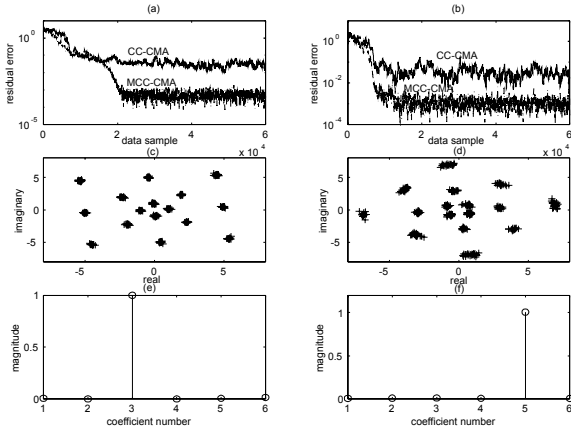 (a)
(b)
10^0
10^-5
residual error
CC-CMA
MCC-CMA
0 2 4 6
data sample
x 10^4
10^0
10^-2
10^-4
residual error
CC-CMA
MCC-CMA
0 2 4 6
data sample
x 10^4
(c)
(d)
5
0
-5
imaginary
-5 0 5
real
5
0
-5
imaginary
-5 0 5
real
(e)
(f)
1
0.5
0
magnitude
1 2 3 4 5 6
coefficient number
1
0.5
0
magnitude
1 2 3 4 5 6
coefficient number